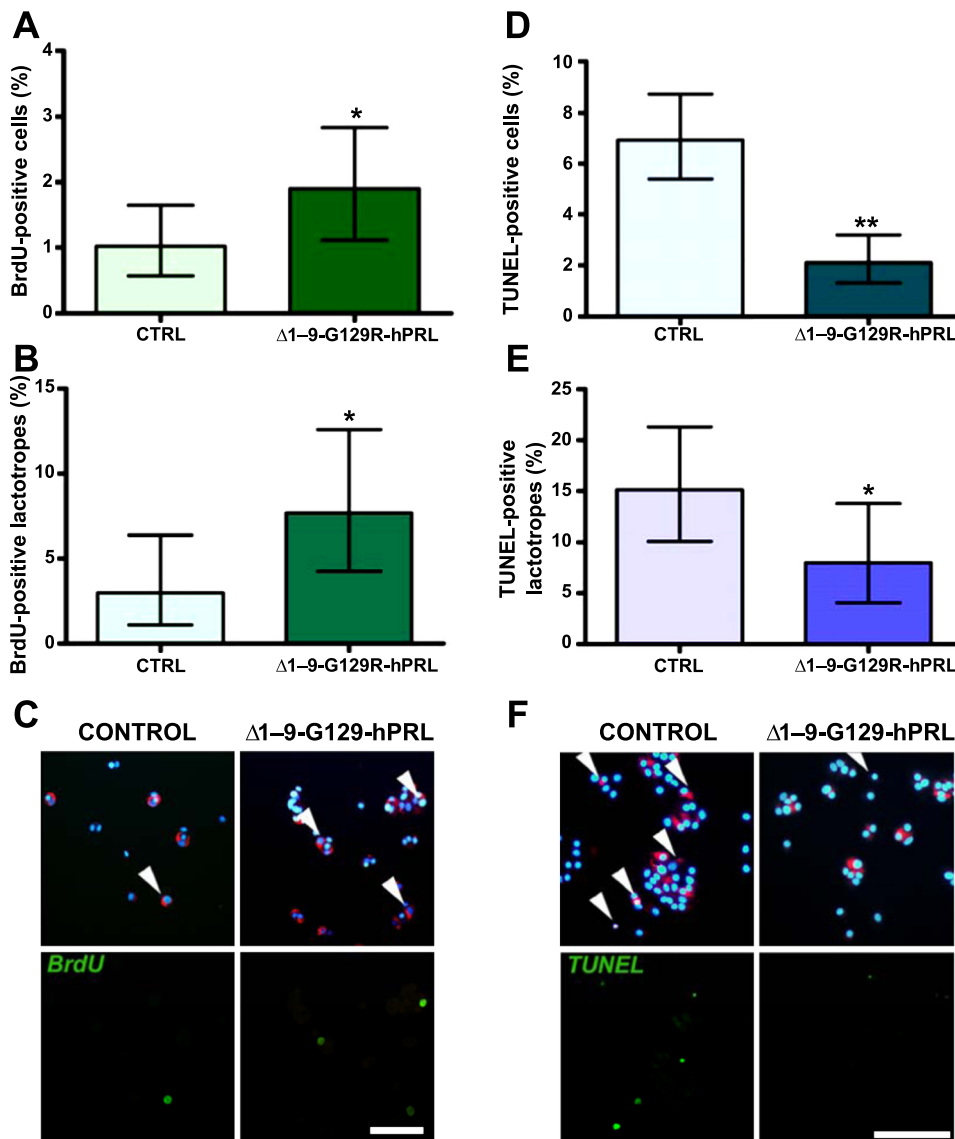 A
BrdU-positive cells (%)
4
3
2
1
0
*
CTRL
Δ1–9-G129R-hPRL
B
BrdU-positive lactotropes (%)
15
10
5
0
*
CTRL
Δ1–9-G129R-hPRL
C
CONTROL
Δ1–9-G129-hPRL
BrdU
D
TUNEL-positive cells (%)
10
8
6
4
2
0
**
CTRL
Δ1–9-G129R-hPRL
E
TUNEL-positive
lactotropes (%)
25
20
15
10
5
0
*
CTRL
Δ1–9-G129R-hPRL
F
CONTROL
Δ1–9-G129-hPRL
TUNEL